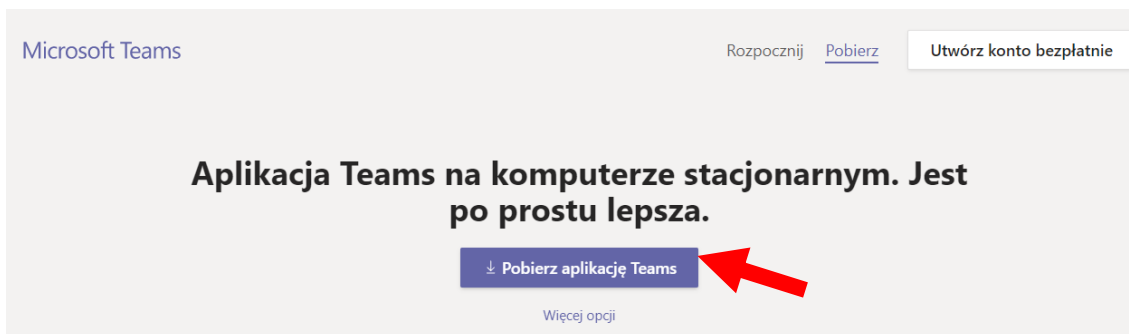 Microsoft Teams
Rozpocznij Pobierz Utwórz konto bezpłatnie
Aplikacja Teams na komputerze stacjonarnym. Jest
po prostu lepsza.
Pobierz aplikację Teams
Więcej opcji